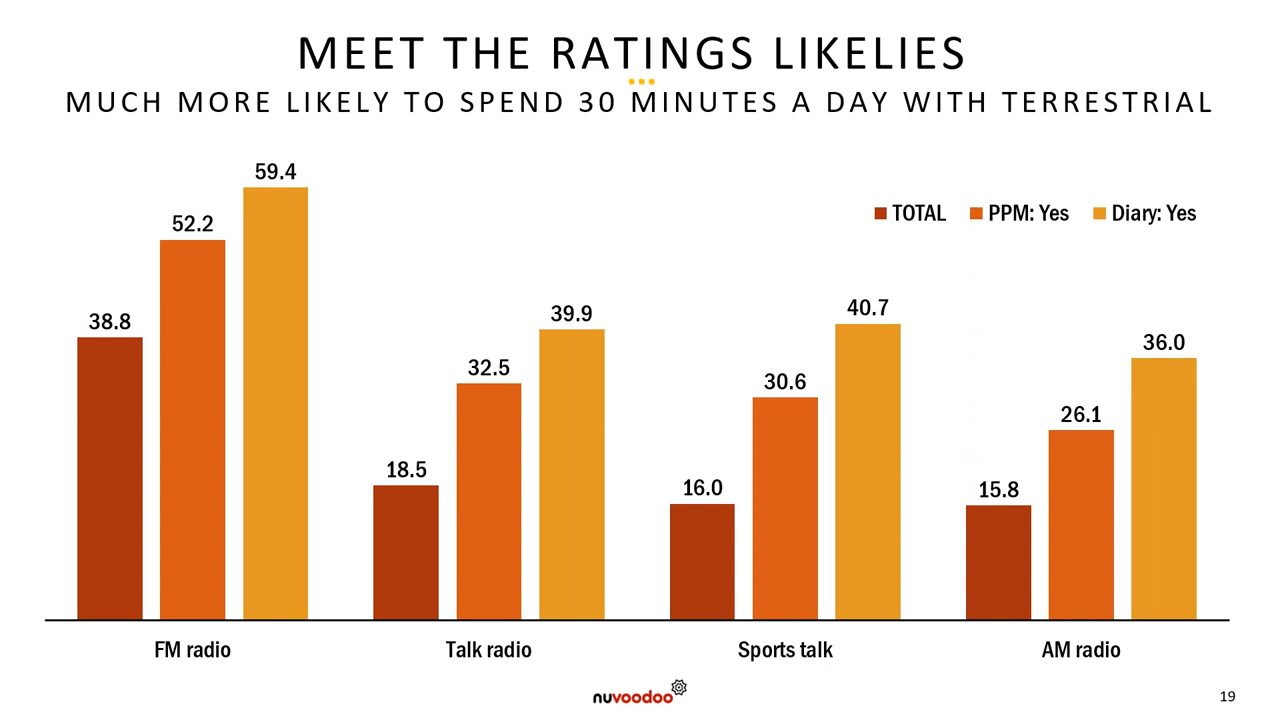 MEET THE RATINGS LIKELIES
MUCH MORE LIKELY TO SPEND 30 MINUTES A DAY WITH TERRESTRIAL
TOTAL PPM: Yes Diary: Yes
38.8 52.2 59.4
18.5 32.5 39.9
16.0 30.6 40.7
15.8 26.1 36.0
FM radio Talk radio Sports talk AM radio
nuvoodoo
19